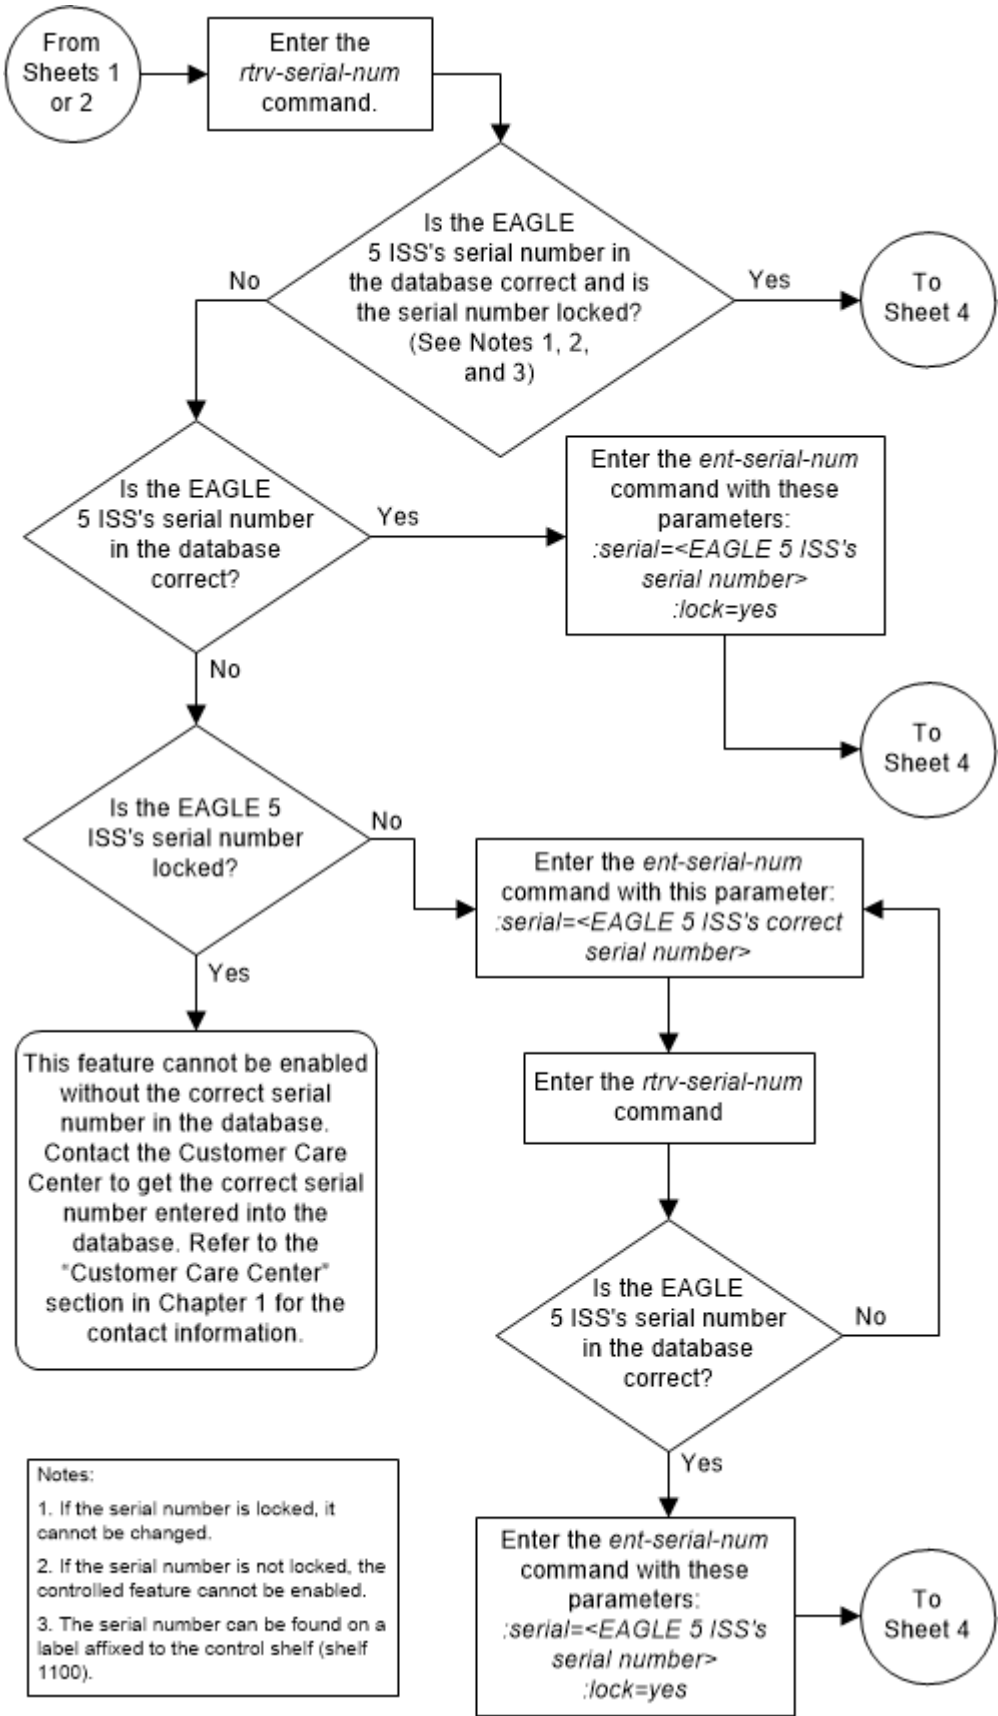 From
Sheets 1
or 2
Enter the
rtrv-serial-num
command.
Is the EAGLE
5 ISS's serial number in
the database correct and is
the serial number locked?
(See Notes 1, 2,
and 3)
No
Yes
To
Sheet 4
Is the EAGLE
5 ISS's serial number
in the database
correct?
Yes
Enter the ent-serial-num
command with these
parameters:
:serial=<EAGLE 5 ISS's
serial number>
:lock=yes
To
Sheet 4
No
Is the EAGLE 5
ISS's serial number
locked?
No
Enter the ent-serial-num
command with this parameter:
:serial=<EAGLE 5 ISS's correct
serial number>
Yes
This feature cannot be enabled
without the correct serial
number in the database.
Contact the Customer Care
Center to get the correct serial
number entered into the
database. Refer to the
"Customer Care Center"
section in Chapter 1 for the
contact information.
Enter the rtrv-serial-num
command
Is the EAGLE
5 ISS's serial number
in the database
correct?
No
Yes
Enter the ent-serial-num
command with these
parameters:
:serial=<EAGLE 5 ISS's
serial number>
:lock=yes
To
Sheet 4
Notes:
1. If the serial number is locked, it
cannot be changed.
2. If the serial number is not locked, the
controlled feature cannot be enabled.
3. The serial number can be found on a
label affixed to the control shelf (shelf
1100).